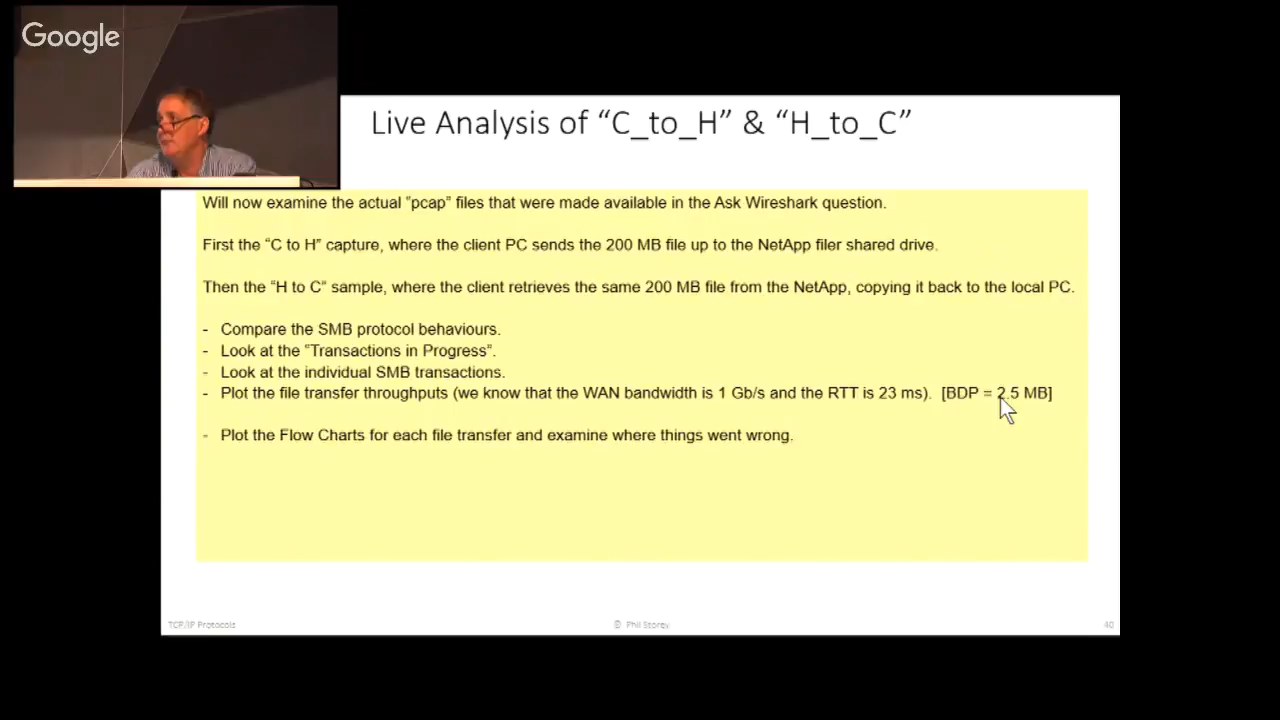 Google
Live Analysis of “C_to_H” & “H_to_C”
Will now examine the actual “pcap” files that were made available in the Ask Wireshark question.
First the “C to H” capture, where the client PC sends the 200 MB file up to the NetApp filer shared drive.
Then the “H to C” sample, where the client retrieves the same 200 MB file from the NetApp, copying it back to the local PC.
- Compare the SMB protocol behaviours.
- Look at the “Transactions in Progress”.
- Look at the individual SMB transactions.
- Plot the file transfer throughputs (we know that the WAN bandwidth is 1 Gb/s and the RTT is 23 ms). [BDP = 2.5 MB]
- Plot the Flow Charts for each file transfer and examine where things went wrong.
TCP/IP Protocols
© Phil Storey
40